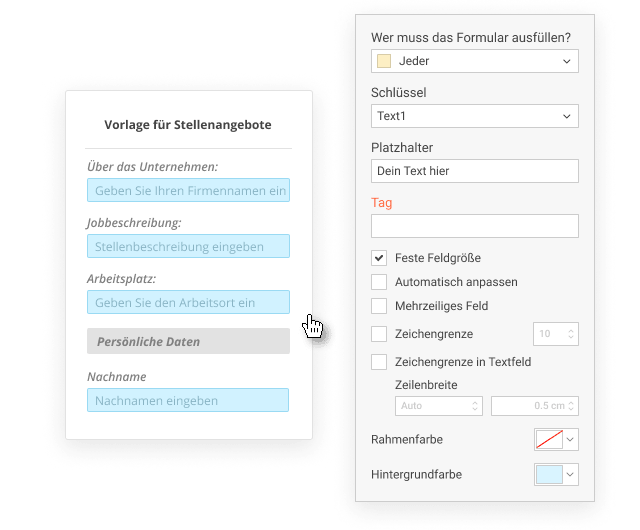 Vorlage für Stellenangebote
Über das Unternehmen:
Geben Sie Ihren Firmennamen ein
Jobbeschreibung:
Stellenbeschreibung eingeben
Arbeitsplatz:
Geben Sie den Arbeitsort ein
Persönliche Daten
Nachname
Nachnamen eingeben
Wer muss das Formular ausfüllen?
Jeder
Schlüssel
Text1
Platzhalter
Dein Text hier
Tag
Feste Feldgröße
Automatisch anpassen
Mehrzeiliges Feld
Zeichengrenze 10
Zeichengrenze in Textfeld
Zeilenbreite
Auto 0.5 cm
Rahmenfarbe
Hintergrundfarbe